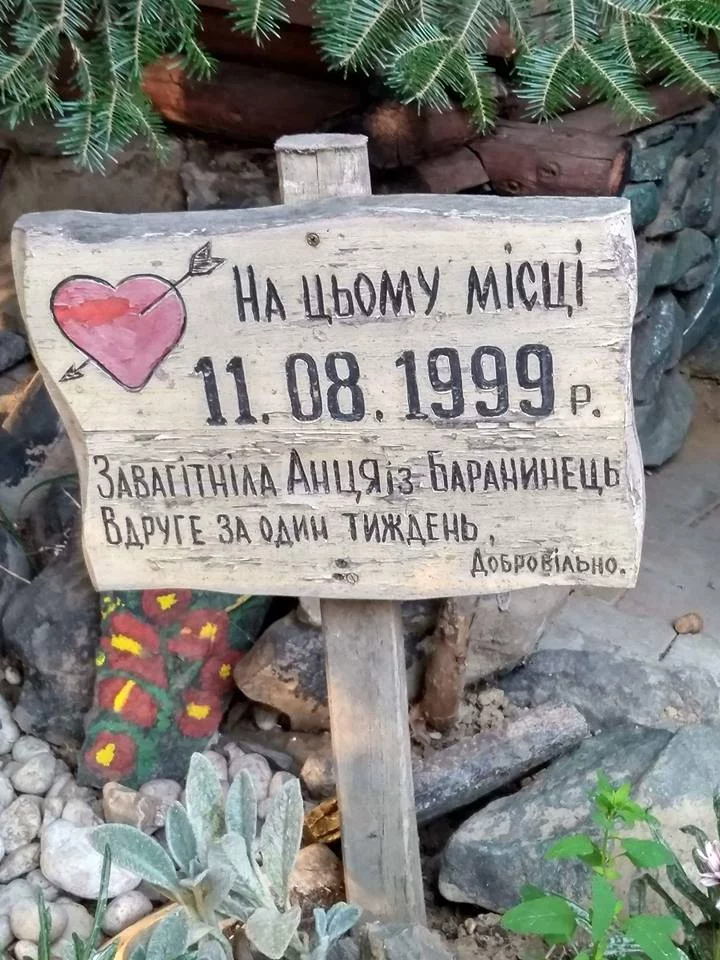 На цьому місці
11.08.1999 р.
Завагітніла Анця із Баранинець
Вдруге за один тиждень,
Добровільно.